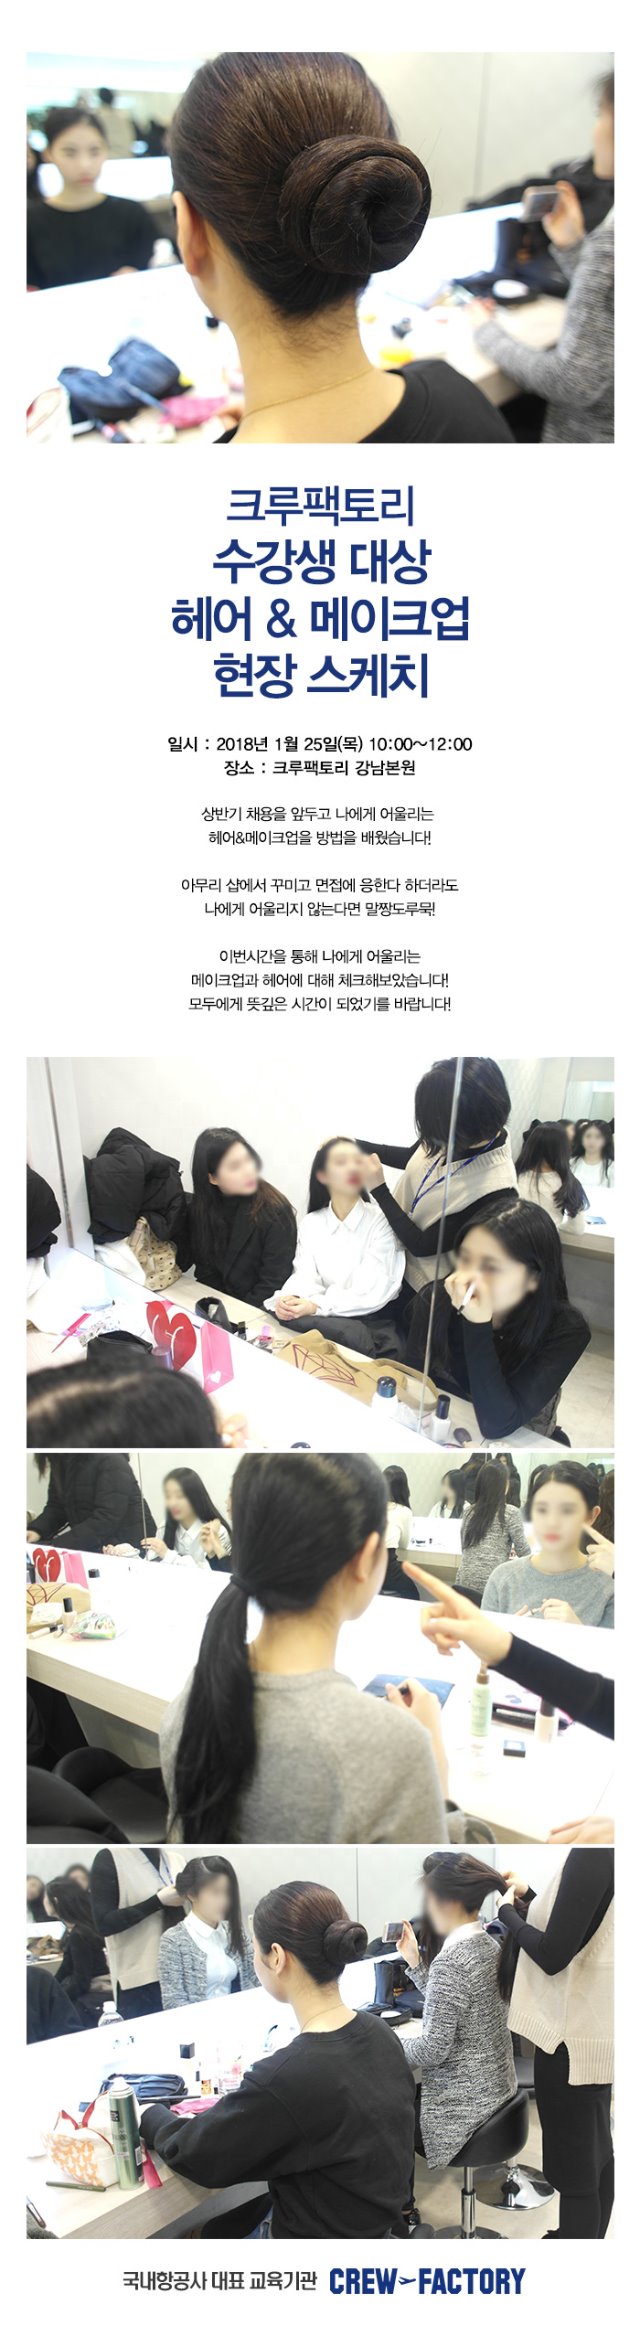 크루팩토리
수강생 대상
헤어 & 메이크업
현장 스케치
일시 : 2018년 1월 25일(목) 10:00~12:00
장소 : 크루팩토리 강남본원
상반기 채용을 앞두고 나에게 어울리는
헤어&메이크업을 방법을 배웠습니다!
아무리 샵에서 꾸미고 면접에 응한다 하더라도
나에게 어울리지 않는다면 말짱도루묵!
이번시간을 통해 나에게 어울리는
메이크업과 헤어에 대해 체크해보았습니다!
모두에게 뜻깊은 시간이 되었기를 바랍니다!
국내항공사 대표 교육기관 CREW FACTORY